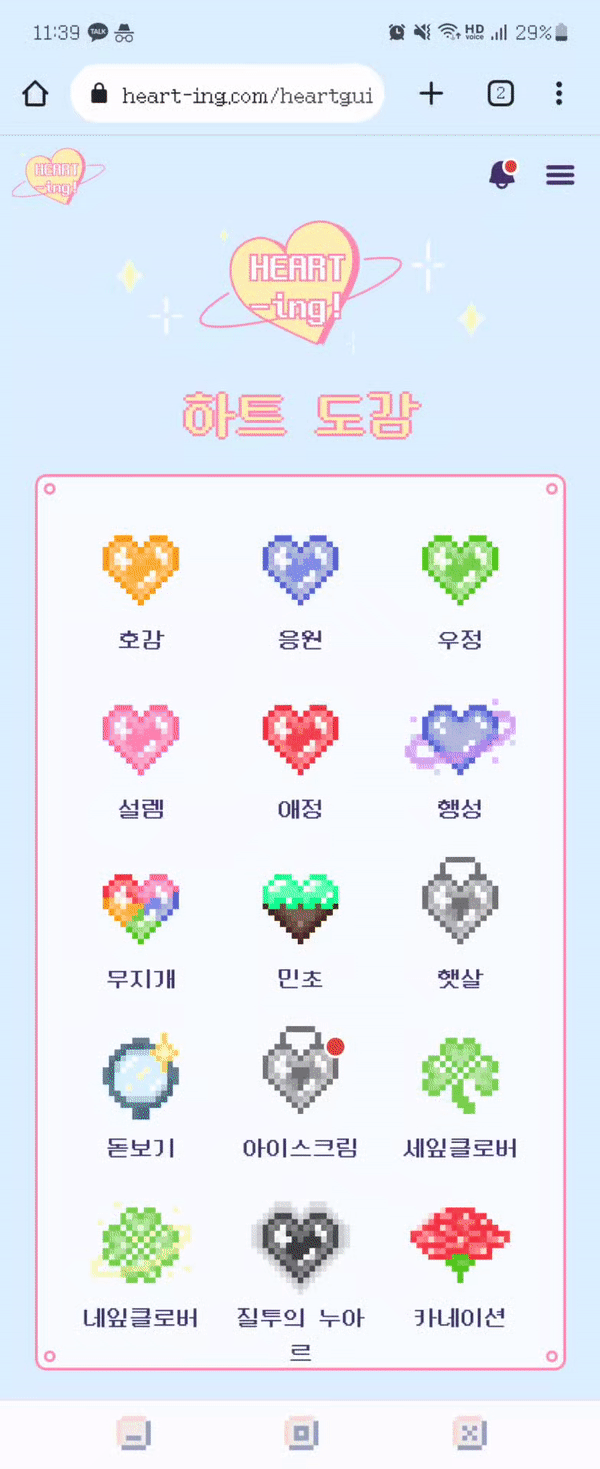 11:39 TALK HD voice 29%
heart-ing.com/heartgui 2
HEART
-ing!
HEART
-ing!
하트 도감
호감 응원 우정
설렘 애정 행성
무지개 민초 햇살
돋보기 아이스크림 세잎클로버
네잎클로버 질투의 누아 카네이션
르